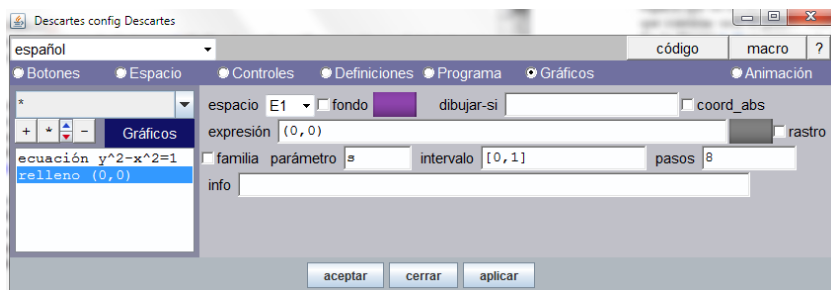 Descartes config Descartes
español código macro ?
Botones Espacio Controles Definiciones Programa Gráficos Animación
* espacio E1 fondo dibujar-si coord_abs
+ * - Gráficos expresión (0,0) rastro
ecuación y^2-x^2=1 familia parámetro s intervalo [0,1] pasos 8
relleno (0,0) info
aceptar cerrar aplicar